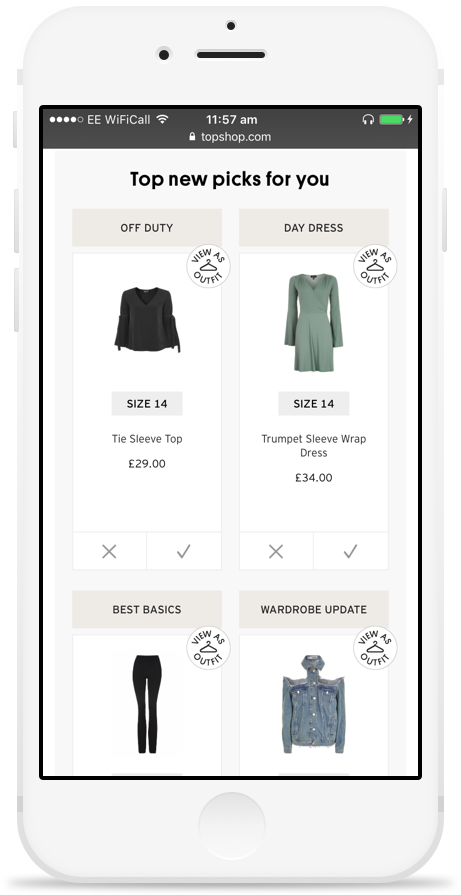 EE WiFiCall
11:57 am
topshop.com
Top new picks for you
OFF DUTY
DAY DRESS
VIEW AS
OUTFIT
VIEW AS
OUTFIT
SIZE 14
SIZE 14
Tie Sleeve Top
Trumpet Sleeve Wrap
Dress
£29.00
£34.00
BEST BASICS
WARDROBE UPDATE
VIEW AS
OUTFIT
VIEW AS
OUTFIT